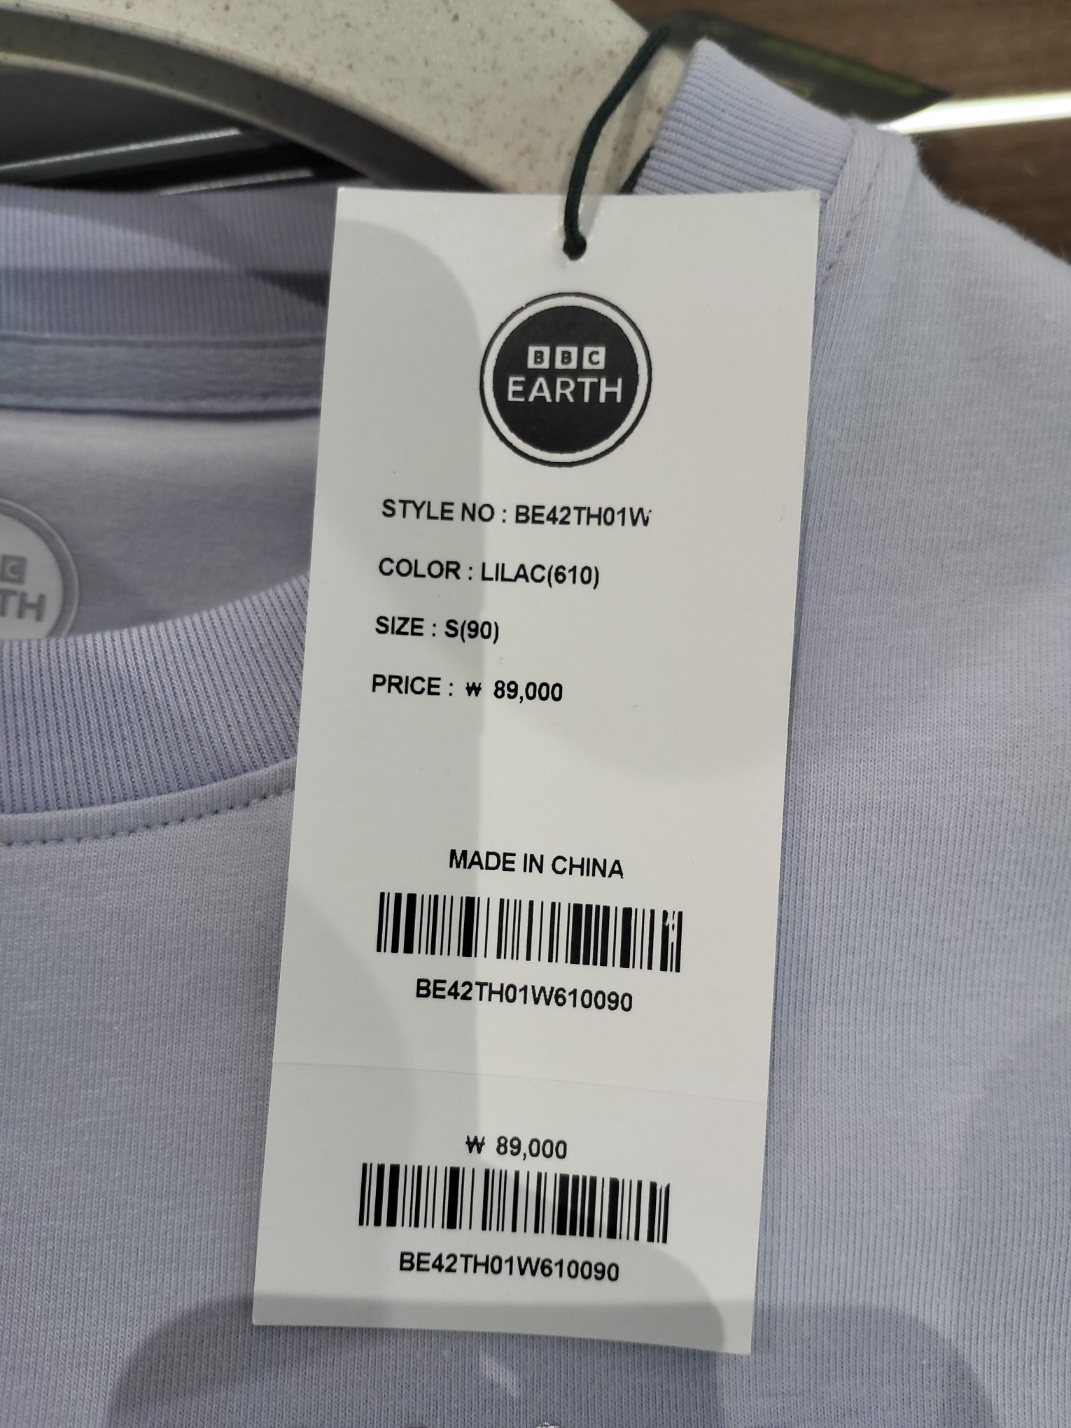 BBC
EARTH
STYLE NO : BE42TH01W
COLOR : LILAC(610)
SIZE : S(90)
PRICE : ₩ 89,000
MADE IN CHINA
BE42TH01W610090
₩ 89,000
BE42TH01W610090
C
TH